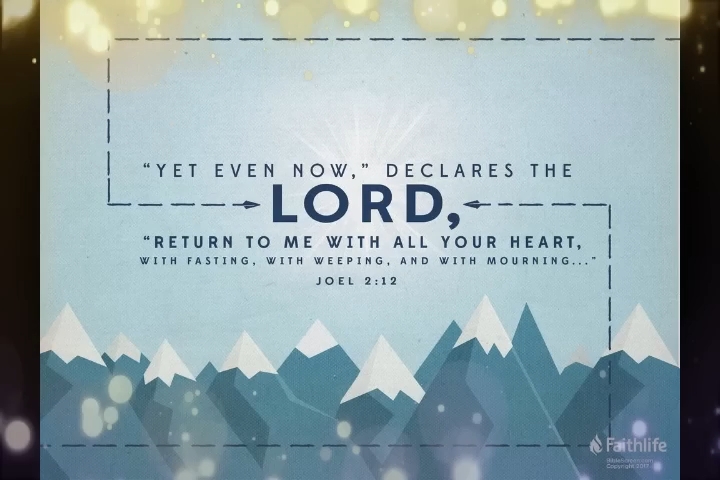 “YET EVEN NOW,” DECLARES THE
LORD,
“RETURN TO ME WITH ALL YOUR HEART,
WITH FASTING, WITH WEEPING, AND WITH MOURNING...”
JOEL 2:12
Faithlife